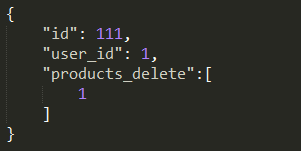 {
    "id": 111,
    "user_id": 1,
    "products_delete":[
        1
    ]
}